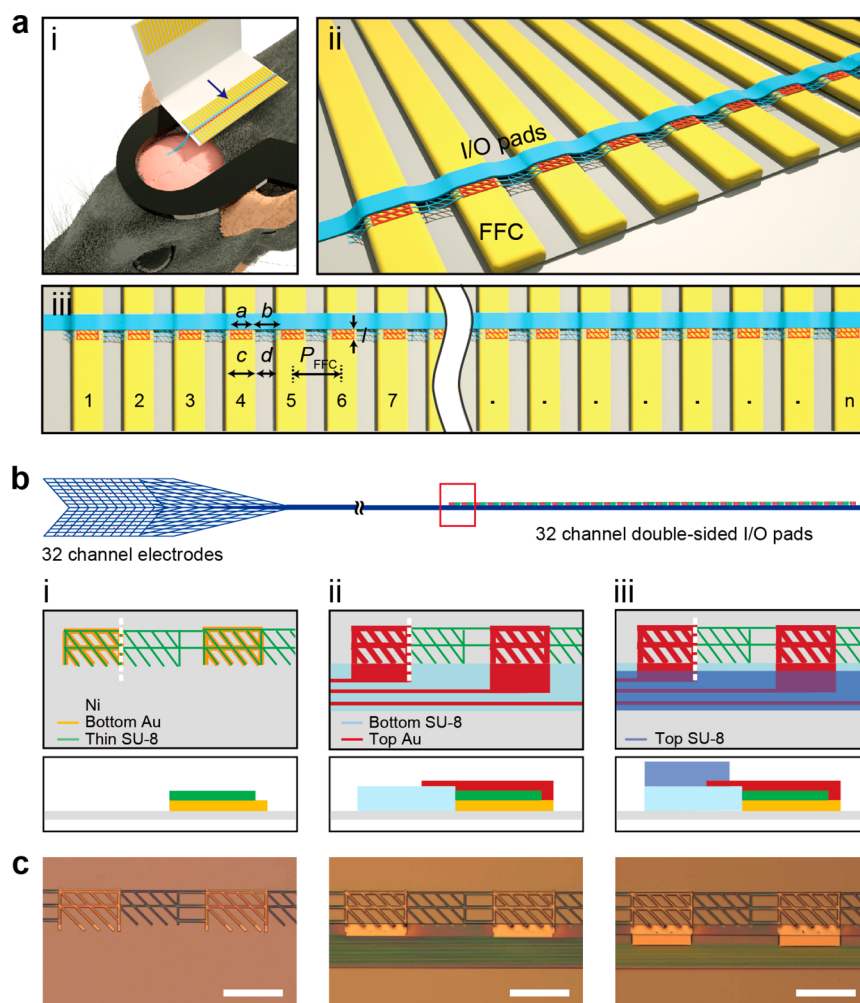 a
i
ii
I/O pads
FFC
iii
a b
l
c d P_FFC
1 2 3 4 5 6 7 . . . . . . . n
b
32 channel electrodes
32 channel double-sided I/O pads
i
Ni
Bottom Au
Thin SU-8
ii
Bottom SU-8
Top Au
iii
Top SU-8
c